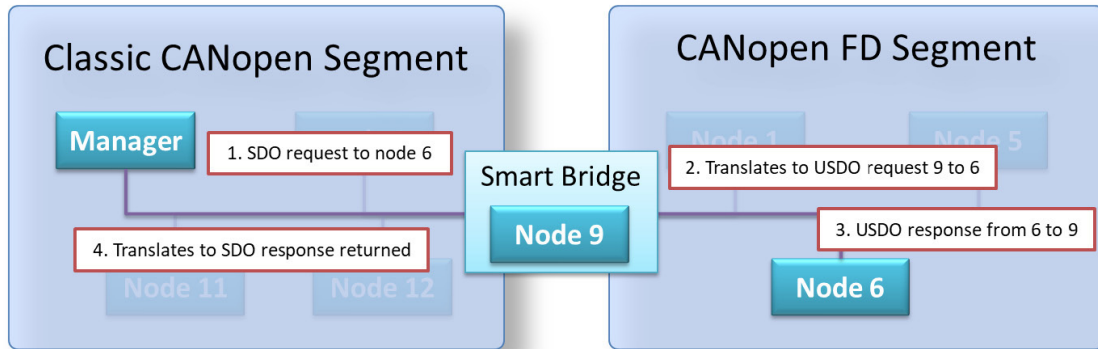 Classic CANopen Segment
CANopen FD Segment
Manager
1. SDO request to node 6
Smart Bridge
Node 9
Node 1
Node 5
2. Translates to USDO request 9 to 6
3. USDO response from 6 to 9
4. Translates to SDO response returned
Node 11
Node 12
Node 6